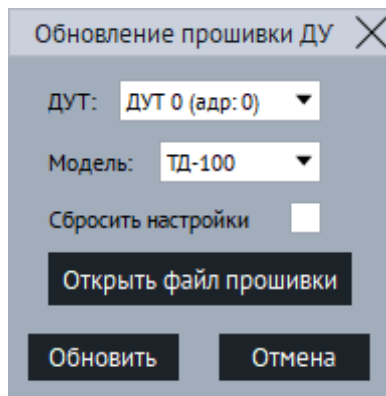 Обновление прошивки ДУ
ДУТ: ДУТ 0 (адр: 0)
Модель: ТД-100
Сбросить настройки
Открыть файл прошивки
Обновить Отмена